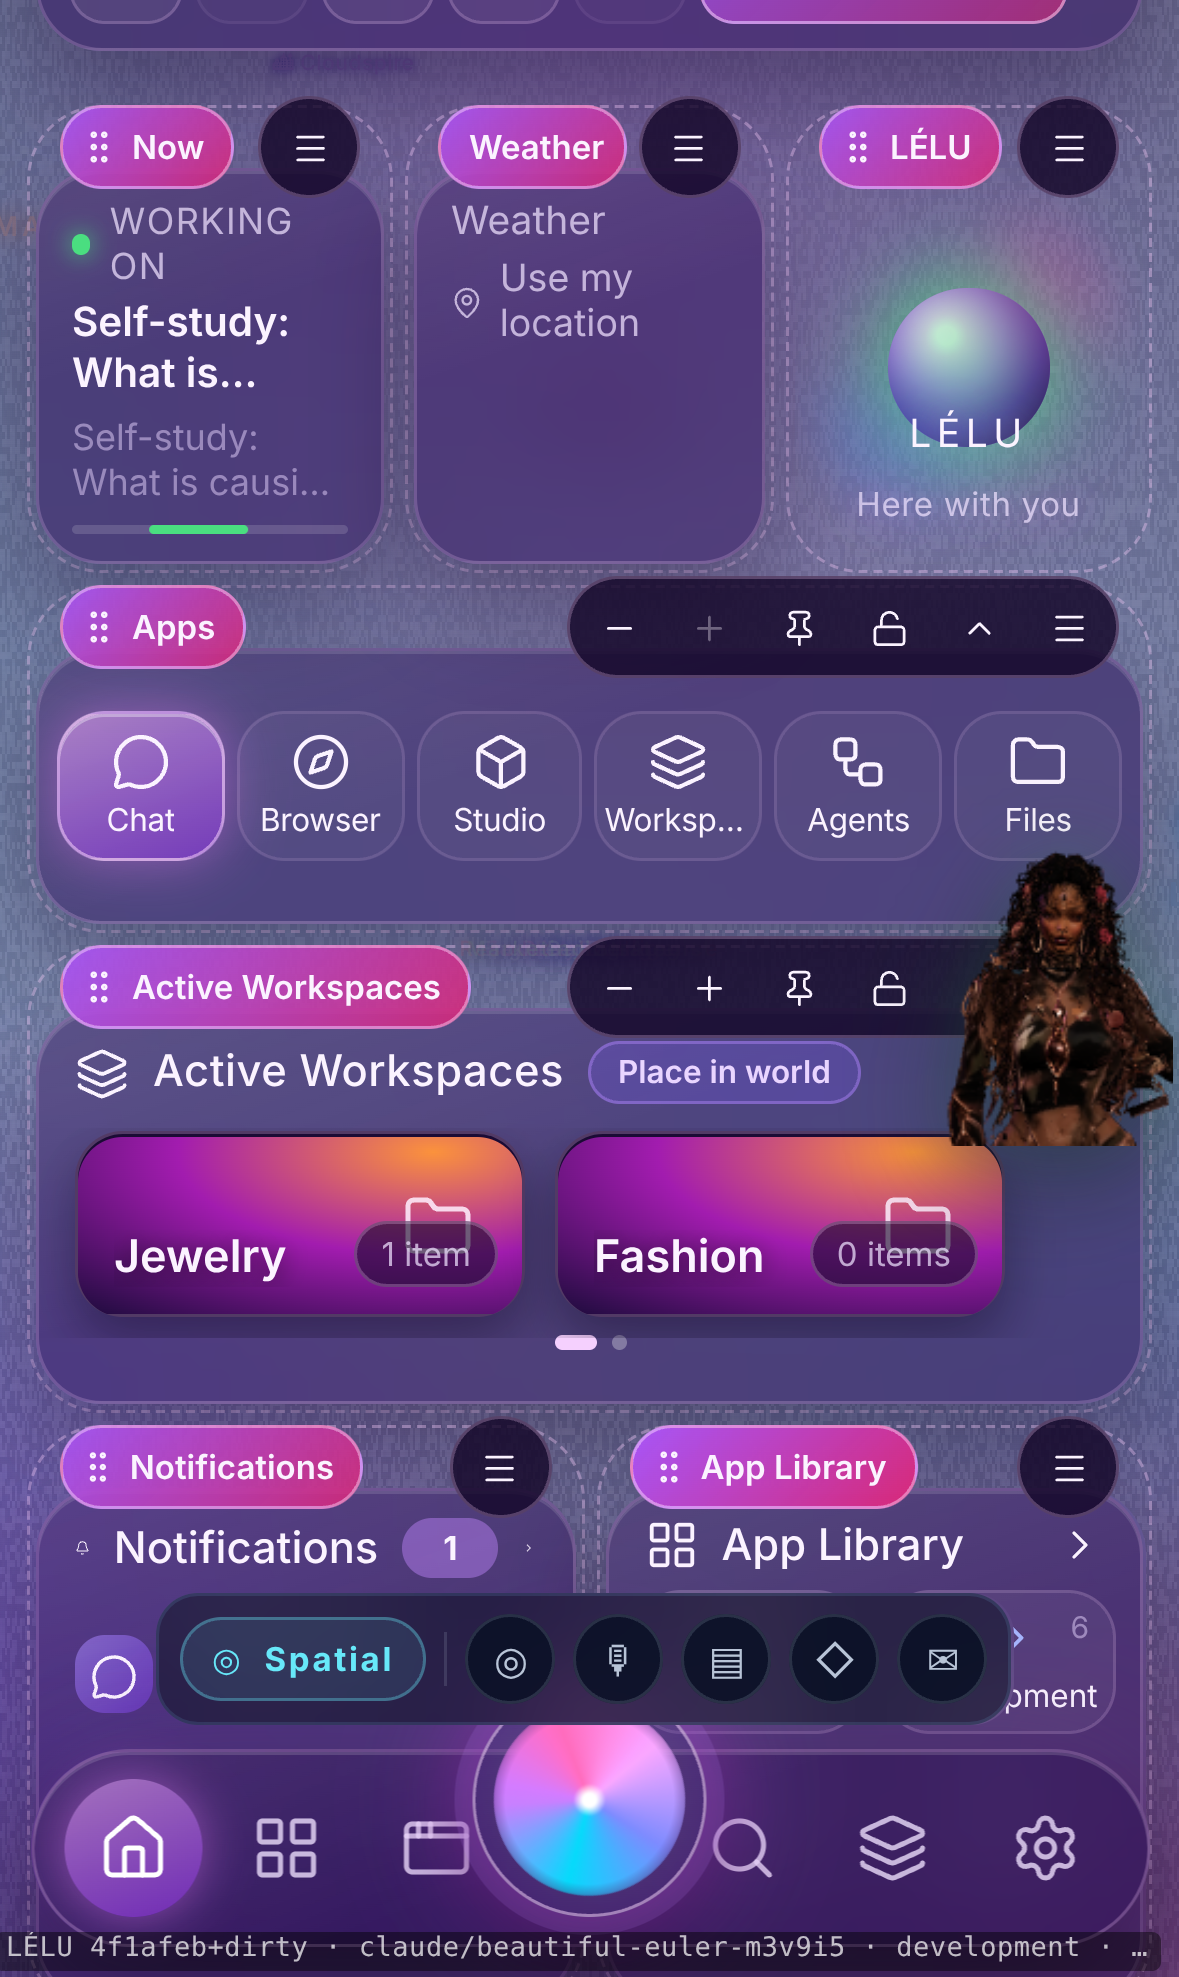 Now
Weather
LÉLU
WORKING
ON
Self-study:
What is...
Self-study:
What is causi...
Weather
Use my
location
LÉLU
Here with you
Apps
Chat
Browser
Studio
Worksp...
Agents
Files
Active Workspaces
Active Workspaces
Place in world
Jewelry
1 item
Fashion
0 items
Notifications
App Library
Notifications
1
App Library
6
pment
Spatial
LÉLU 4f1afeb+dirty · claude/beautiful-euler-m3v9i5 · development · …